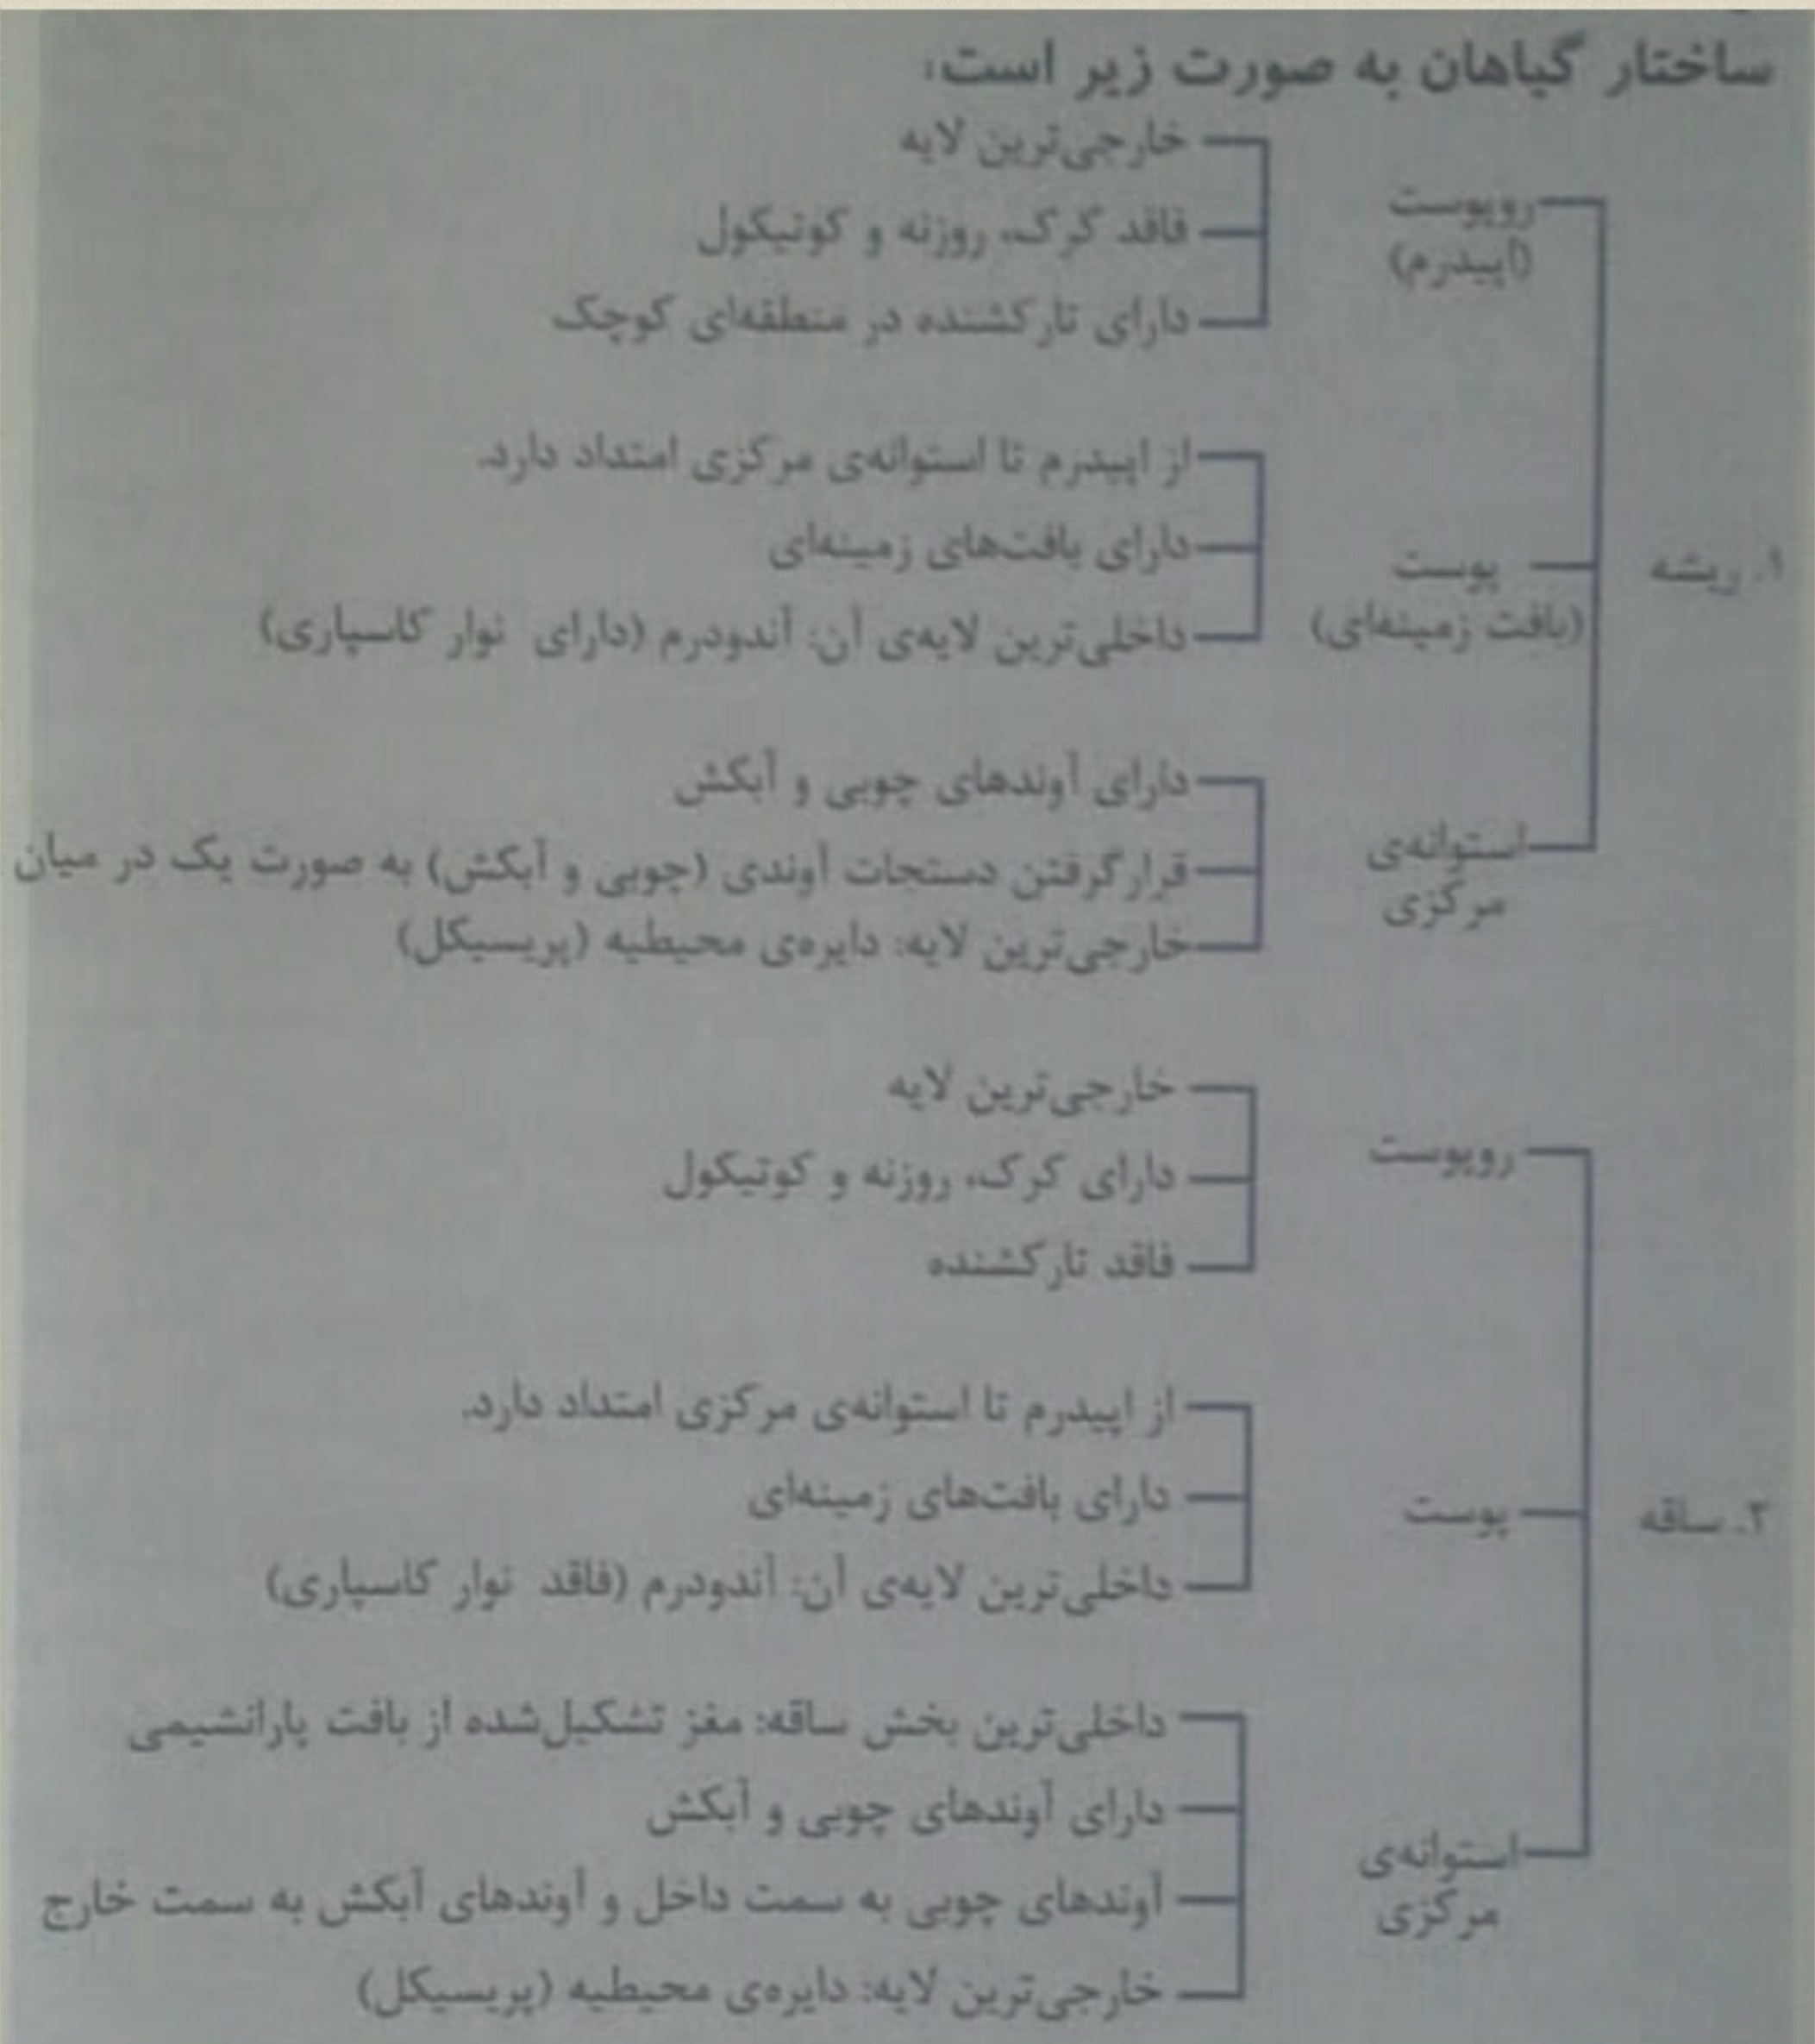 ساختار گیاهان به صورت زیر است:
۱. ریشه
روپوست
(اپیدرم)
خارجی‌ترین لایه
فاقد کرک، روزنه و کوتیکول
دارای تارکشنده در منطقه‌ای کوچک
پوست
(بافت زمینه‌ای)
از اپیدرم تا استوانه‌ی مرکزی امتداد دارد.
دارای بافت‌های زمینه‌ای
داخلی‌ترین لایه‌ی آن: آندودرم (دارای نوار کاسپاری)
استوانه‌ی
مرکزی
دارای آوندهای چوبی و آبکش
قرارگرفتن دستجات آوندی (چوبی و آبکش) به صورت یک در میان
خارجی‌ترین لایه: دایره‌ی محیطیه (پریسیکل)
۲. ساقه
روپوست
خارجی‌ترین لایه
دارای کرک، روزنه و کوتیکول
فاقد تارکشنده
پوست
از اپیدرم تا استوانه‌ی مرکزی امتداد دارد.
دارای بافت‌های زمینه‌ای
داخلی‌ترین لایه‌ی آن: آندودرم (فاقد نوار کاسپاری)
استوانه‌ی
مرکزی
داخلی‌ترین بخش ساقه: مغز تشکیل‌شده از بافت پارانشیمی
دارای آوندهای چوبی و آبکش
آوندهای چوبی به سمت داخل و آوندهای آبکش به سمت خارج
خارجی‌ترین لایه: دایره‌ی محیطیه (پریسیکل)